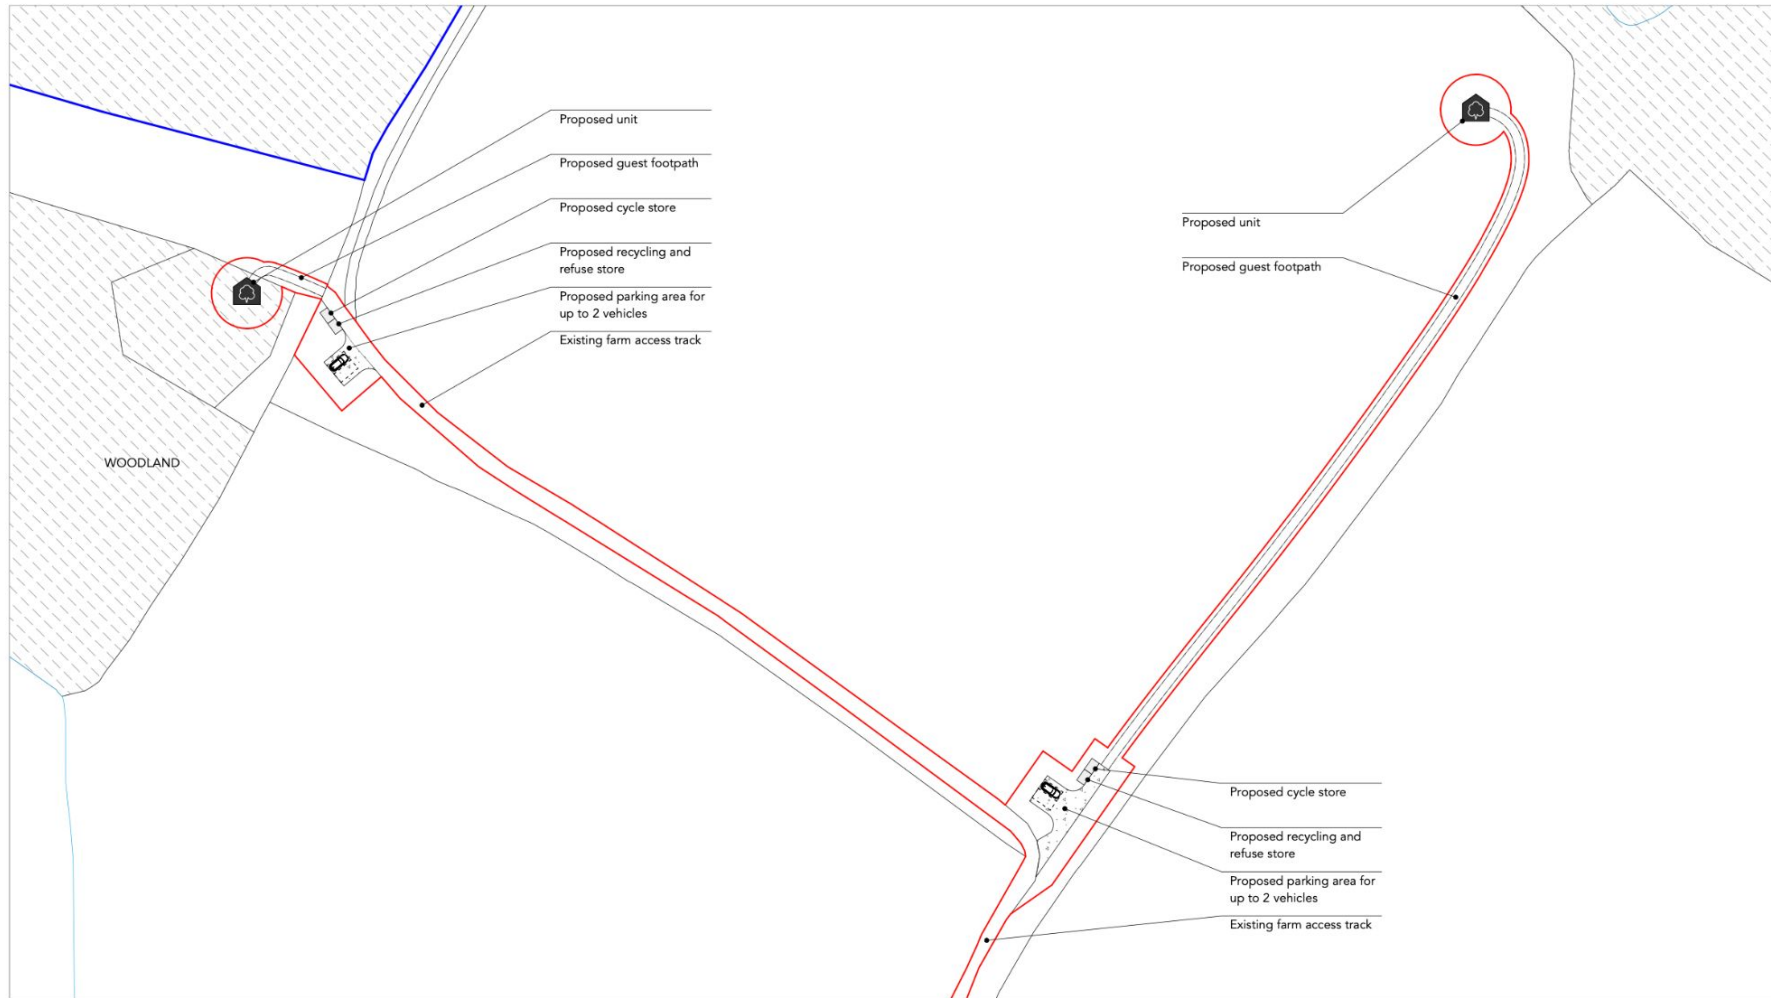 Proposed unit
Proposed guest footpath
Proposed cycle store
Proposed recycling and
refuse store
Proposed parking area for
up to 2 vehicles
Existing farm access track
WOODLAND
Proposed unit
Proposed guest footpath
Proposed cycle store
Proposed recycling and
refuse store
Proposed parking area for
up to 2 vehicles
Existing farm access track